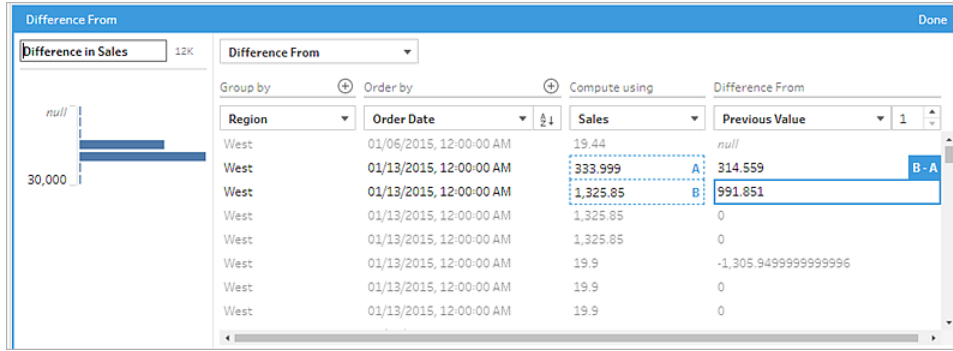 Difference From Done
Difference in Sales 12K Difference From
Group by Order by Compute using Difference From
null
30,000
Region Order Date A Z Sales Previous Value 1
West 01/06/2015, 12:00:00 AM 19.44 null
West 01/13/2015, 12:00:00 AM 333.999 A 314.559 B - A
West 01/13/2015, 12:00:00 AM 1,325.85 B 991.851
West 01/13/2015, 12:00:00 AM 1,325.85 0
West 01/13/2015, 12:00:00 AM 1,325.85 0
West 01/13/2015, 12:00:00 AM 19.9 -1,305.9499999999996
West 01/13/2015, 12:00:00 AM 19.9 0
West 01/13/2015, 12:00:00 AM 19.9 0